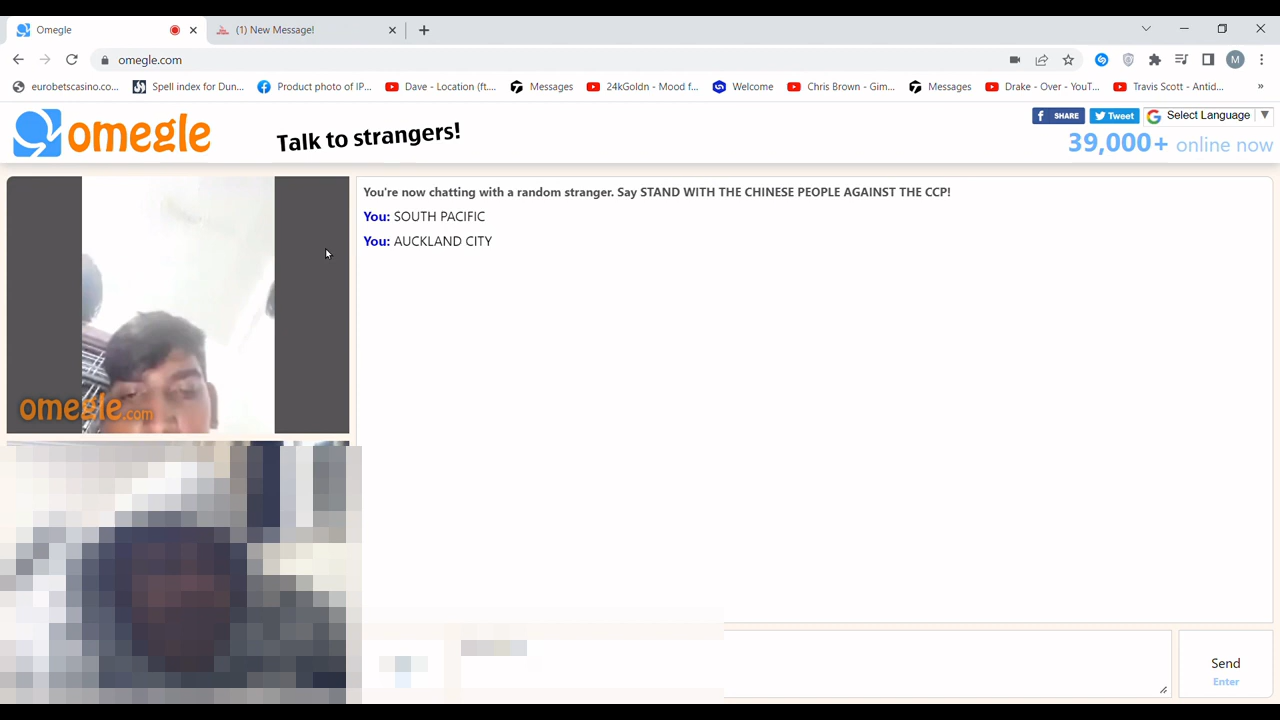 Omegle
(1) New Message!
omegle.com
M
eurobetscasino.co...
Spell index for Dun...
Product photo of IP...
Dave - Location (ft....
Messages
24kGoldn - Mood f...
Welcome
Chris Brown - Gim...
Messages
Drake - Over - YouT...
Travis Scott - Antid...
»
omegle
Talk to strangers!
f SHARE
Tweet
G Select Language ▼
39,000+ online now
You're now chatting with a random stranger. Say STAND WITH THE CHINESE PEOPLE AGAINST THE CCP!
You: SOUTH PACIFIC
You: AUCKLAND CITY
omegle.com
Send
Enter